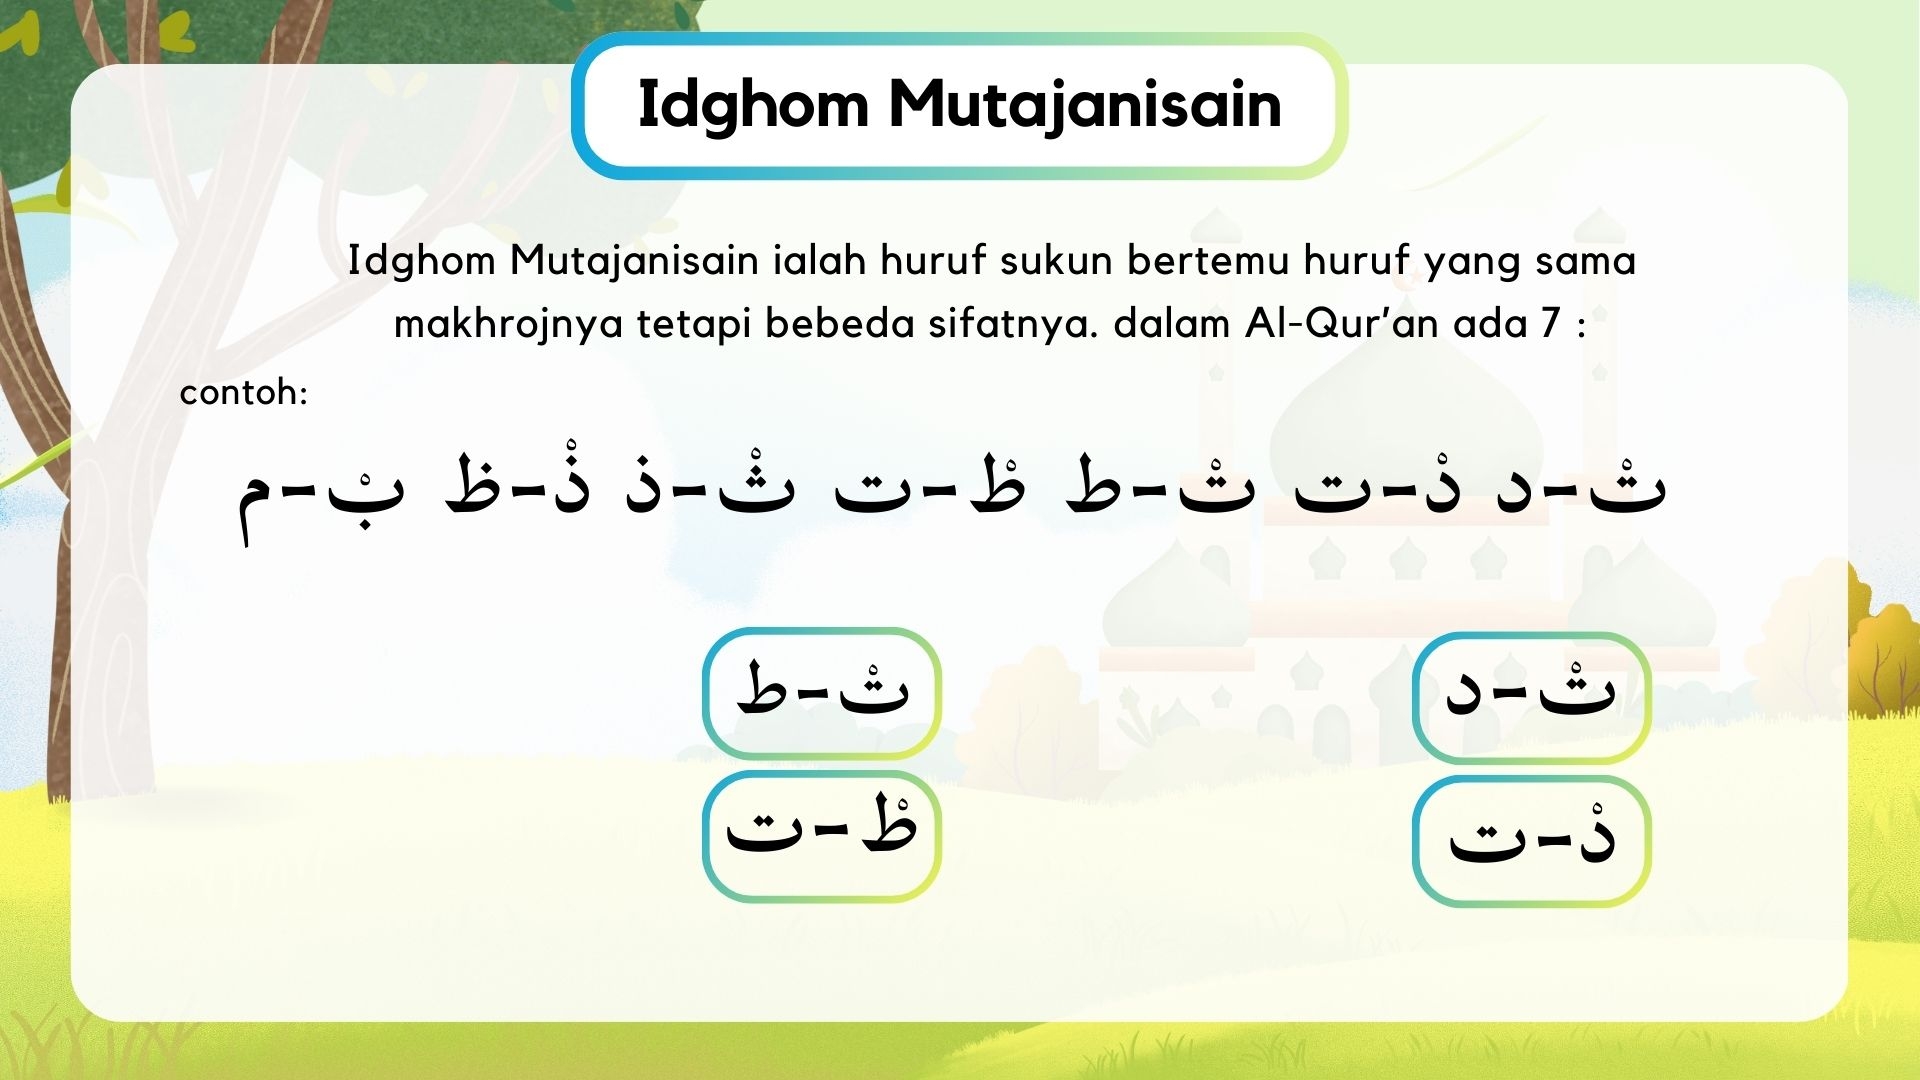 Idghom Mutajanisain
Idghom Mutajanisain ialah huruf sukun bertemu huruf yang sama
makhrojnya tetapi bebeda sifatnya. dalam Al-Qur’an ada 7 :
contoh:
تْ-د دْ-ت تْ-ط طْ-ت ثْ-ذ ذْ-ظ بْ-م
تْ-د
دْ-ت
تْ-ط
طْ-ت